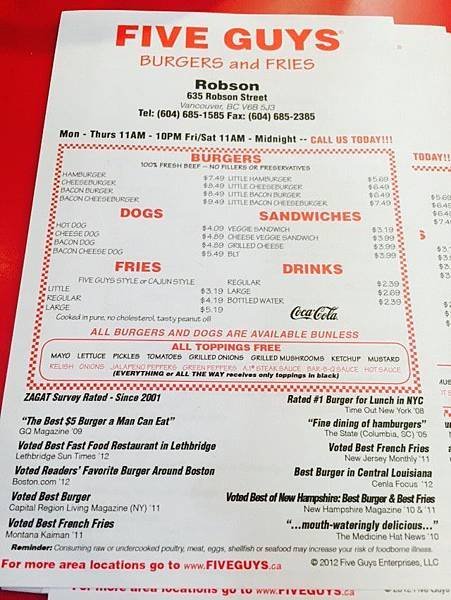 FIVE GUYS®
BURGERS and FRIES
Robson
635 Robson Street
Vancouver, BC V6B 5J3
Tel: (604) 685-1585 Fax: (604) 685-2385
Mon - Thurs 11AM - 10PM Fri/Sat 11AM - Midnight -- CALL US TODAY!!!
BURGERS
100% FRESH BEEF – NO FILLERS OR PRESERVATIVES
HAMBURGER $7.49 LITTLE HAMBURGER $5.69
CHEESEBURGER $8.49 LITTLE CHEESEBURGER $6.49
BACON BURGER $8.49 LITTLE BACON BURGER $6.49
BACON CHEESEBURGER $9.49 LITTLE BACON CHEESEBURGER $7.49
DOGS SANDWICHES
HOT DOG $4.09 VEGGIE SANDWICH $3.19
CHEESE DOG $4.89 CHEESE VEGGIE SANDWICH $3.99
BACON DOG $4.89 GRILLED CHEESE $3.99
BACON CHEESE DOG $5.49 BLT $3.99
FRIES DRINKS
FIVE GUYS STYLE or CAJUN STYLE
LITTLE $3.19
REGULAR $4.19
LARGE $5.19
REGULAR $2.39
LARGE $2.69
BOTTLED WATER $2.39
Cooked in pure, no cholesterol, tasty peanut oil!
Coca-Cola
ALL BURGERS AND DOGS ARE AVAILABLE BUNLESS
ALL TOPPINGS FREE
MAYO LETTUCE PICKLES TOMATOES GRILLED ONIONS GRILLED MUSHROOMS KETCHUP MUSTARD
RELISH ONIONS JALAPENO PEPPERS GREEN PEPPERS A.1® STEAK SAUCE BAR-B-Q SAUCE HOT SAUCE
(EVERYTHING or ALL THE WAY receives only toppings in black)
ZAGAT Survey Rated - Since 2001
"The Best $5 Burger a Man Can Eat"
GQ Magazine '09
Voted Best Fast Food Restaurant in Lethbridge
Lethbridge Sun Times '12
Voted Readers' Favorite Burger Around Boston
Boston.com '12
Voted Best Burger
Capital Region Living Magazine (NY) '11
Voted Best French Fries
Montana Kaiman '11
Rated #1 Burger for Lunch in NYC
Time Out New York '08
"Fine dining of hamburgers"
The State (Columbia, SC) '05
Voted Best French Fries
New Jersey Monthly '11
Best Burger in Central Louisiana
Cenla Focus '12
Voted Best of New Hampshire: Best Burger & Best Fries
New Hampshire Magazine '10 & '11
"...mouth-wateringly delicious..."
The Medicine Hat News '10
Reminder: Consuming raw or undercooked poultry, meat, eggs, shellfish or seafood may increase your risk of foodborne illness.
For more area locations go to www.FIVEGUYS.ca
© 2012 Five Guys Enterprises, LLC
TODAY!!!